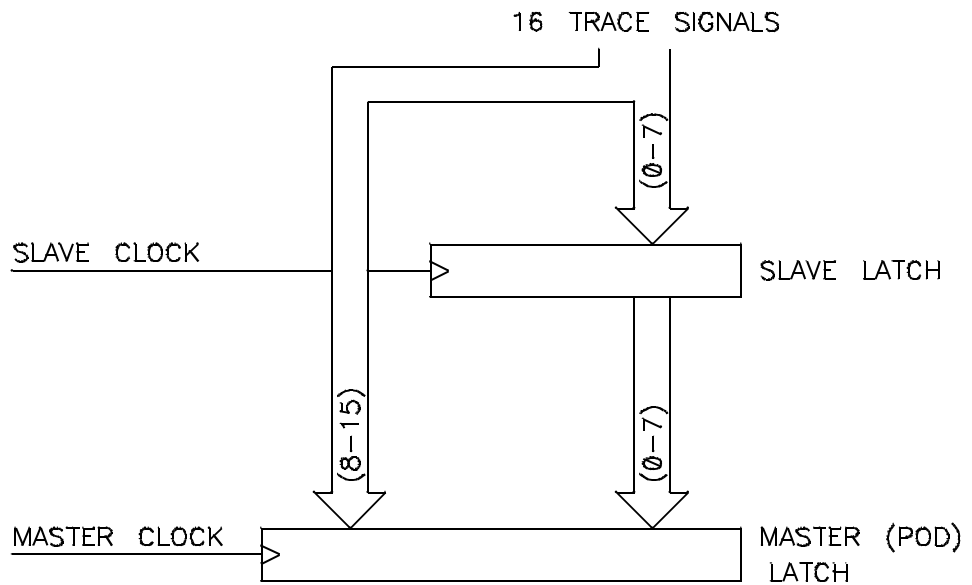 16 TRACE SIGNALS
(0-7)
SLAVE CLOCK
SLAVE LATCH
(8-15)
(0-7)
MASTER CLOCK
MASTER (POD)
LATCH